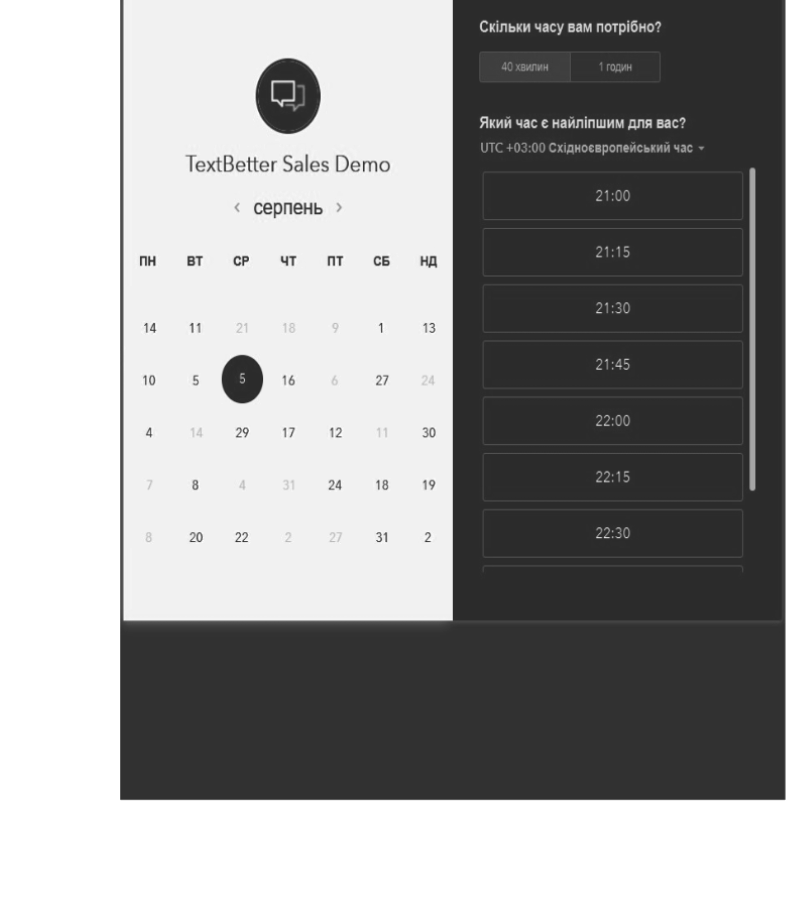 Скільки часу вам потрібно?
40 хвилин 1 годин
Який час є найліпшим для вас?
UTC +03:00 Східноєвропейський час
TextBetter Sales Demo
‹ серпень ›
ПН ВТ СР ЧТ ПТ СБ НД
14 11 21 18 9 1 13
10 5 5 16 6 27 24
4 14 29 17 12 11 30
7 8 4 31 24 18 19
8 20 22 2 27 31 2
21:00
21:15
21:30
21:45
22:00
22:15
22:30